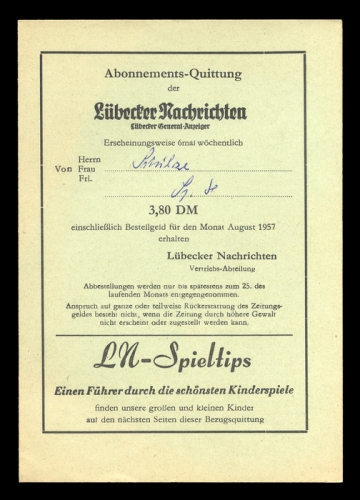 Abonnements-Quittung
der
Lübecker Nachrichten
Lübecker General-Anzeiger
Erscheinungsweise 6mal wöchentlich
Herrn
Von Frau
Frl.
3,80 DM
einschließlich Bestellgeld für den Monat August 1957
erhalten
Lübecker Nachrichten
Vertriebs-Abteilung
Abbestellungen werden nur bis spätestens zum 25. des
laufenden Monats entgegengenommen.
Anspruch auf ganze oder teilweise Rückerstattung des Zeitungs-
geldes besteht nicht, wenn die Zeitung durch höhere Gewalt
nicht erscheint oder zugestellt werden kann.
LN-Spieltips
Einen Führer durch die schönsten Kinderspiele
finden unsere großen und kleinen Kinder
auf den nächsten Seiten dieser Bezugsquittung